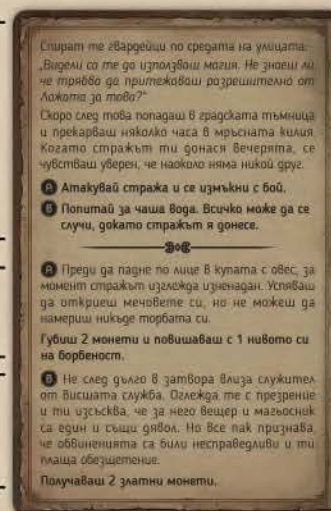 Спират те гвардейци по средата на улицата:
„Видели са те да използваш магия. Не знаеш ли
че трябва да притежаваш разрешително от
Ложата за това?“
Скоро след това попадаш в градската тъмница
и прекарваш няколко часа в мръсната килия.
Когато стражът ти донася вечерята, се
чувстваш уверен, че наоколо няма никой друг.
A Атакувай стража и се измъкни с бой.
B Попитай за чаша вода. Всичко може да се
случи, докато стражът я донесе.
A Преди да падне по лице в купата с овес, за
момент стражът изглежда изненадан. Успяваш
да откриеш мечовете си, но не можеш да
намериш никъде торбата си.
Губиш 2 монети и повишаваш с 1 нивото си
на борбеност.
B Не след дълго в затвора влиза служител
от Висшата служба. Оглежда те с презрение
и ти изсъсква, че за него вещер и магьосник
са един и същи дявол. Но все пак признава,
че обвиненията са били несправедливи и ти
плаща обезщетение.
Получаваш 2 златни монети.